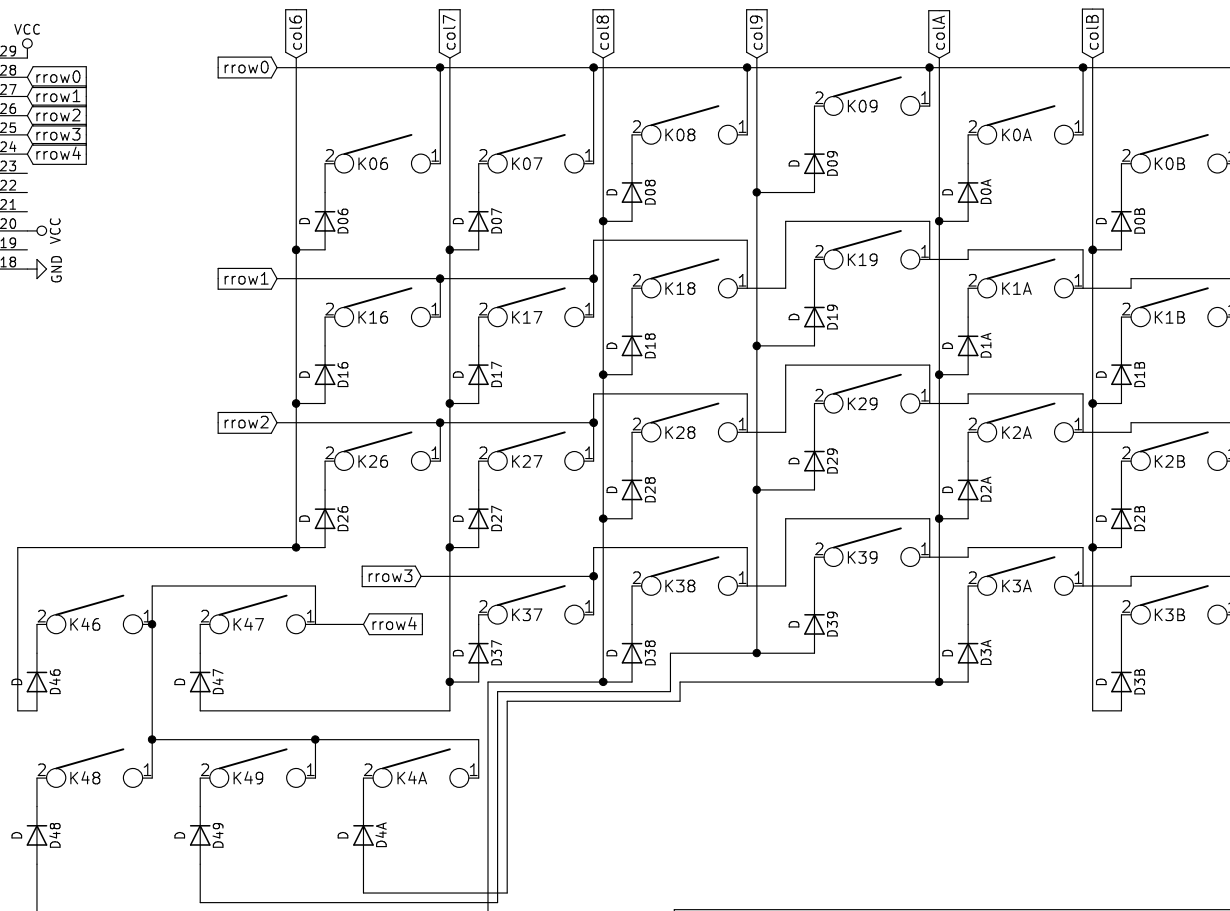 VCC
29
28 rrow0
27 rrow1
26 rrow2
25 rrow3
24 rrow4
23
22
21
20 VCC
19
18 GND
col6 col7 col8 col9 colA colB
rrow0
2 K09 1
2 K08 1 2 K0A 1
2 K06 1 2 K07 1 D D09 2 K0B 1
D D08 D D0A
D D06 D D07 D D0B
2 K19 1
rrow1
2 K18 1 2 K1A 1
2 K16 1 2 K17 1 D D19 2 K1B 1
D D18 D D1A
D D16 D D17 D D1B
2 K29 1
rrow2
2 K28 1 2 K2A 1
2 K26 1 2 K27 1 D D29 2 K2B 1
D D28 D D2A
D D26 D D27 D D2B
2 K39 1
rrow3
2 K38 1 2 K3A 1
2 K37 1 2 K3B 1
2 K46 1 2 K47 1 rrow4 D D39
D D37 D D38 D D3A
D D46 D D47 D D3B
2 K48 1 2 K49 1 2 K4A 1
D D48 D D49 D D4A